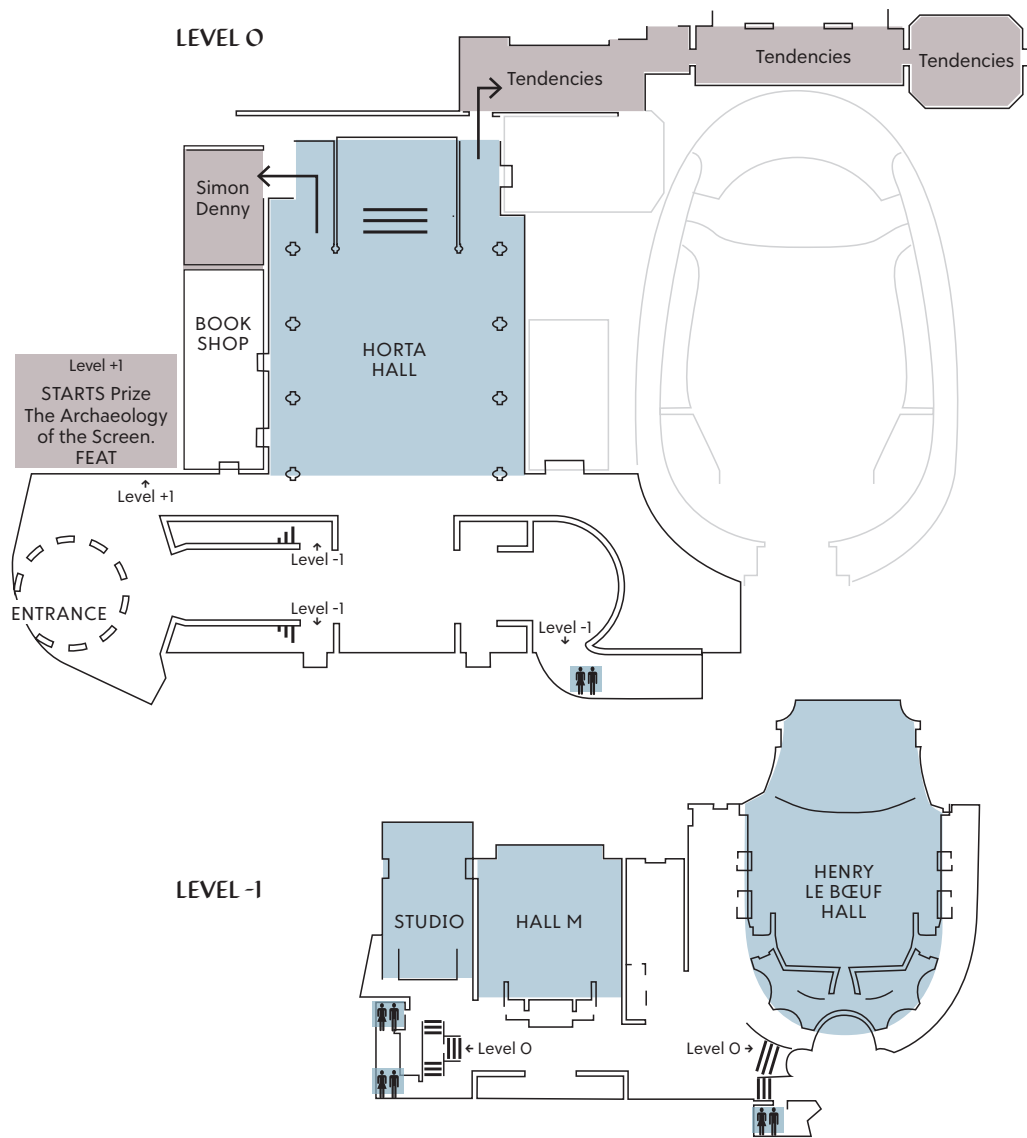 LEVEL 0
Tendencies
Tendencies
Tendencies
Simon
Denny
BOOK
SHOP
HORTA
HALL
Level +1
STARTS Prize
The Archaeology
of the Screen.
FEAT
Level +1
Level -1
ENTRANCE
Level -1
Level -1
LEVEL -1
STUDIO
HALL M
HENRY
LE BŒUF
HALL
Level 0
Level 0